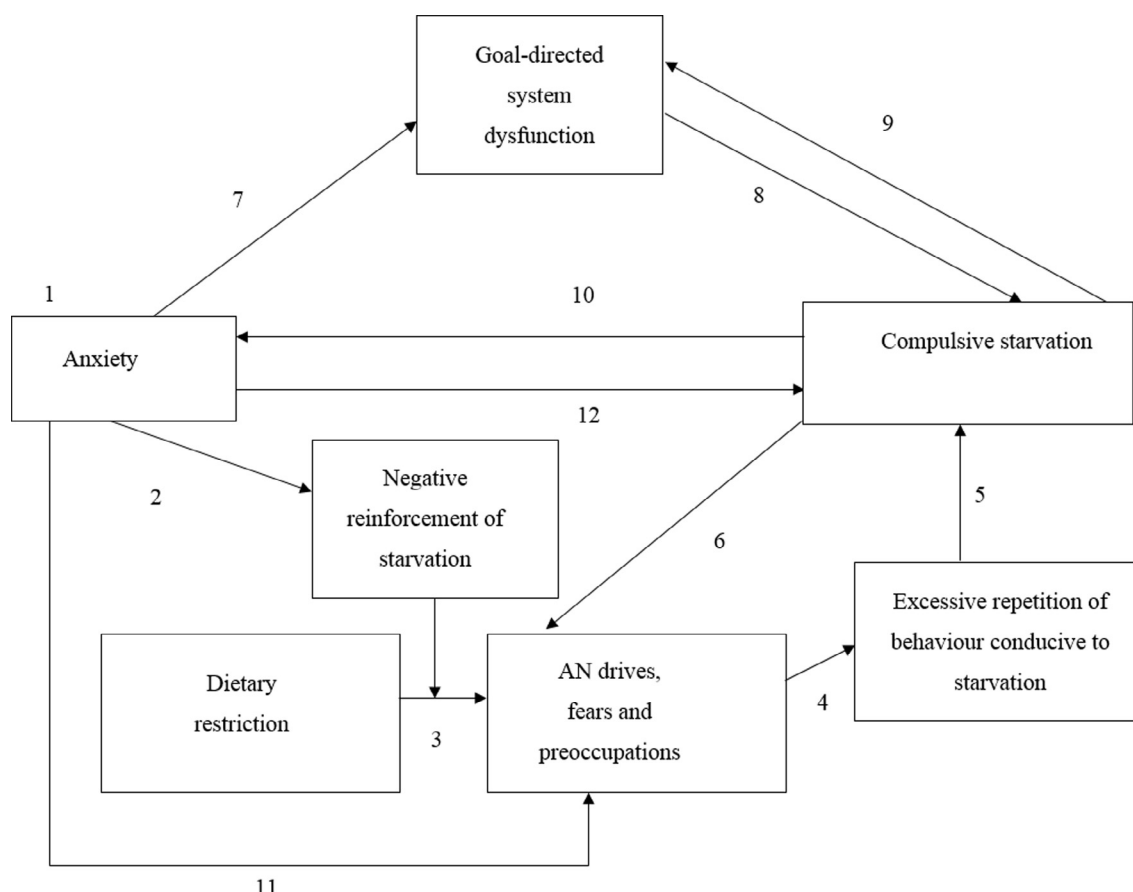 Goal-directed
system
dysfunction
9
8
7
1
10
Anxiety
Compulsive starvation
12
2
Negative
reinforcement of
starvation
5
6
Excessive repetition of
behaviour conducive to
starvation
Dietary
restriction
AN drives,
fears and
preoccupations
4
3
11